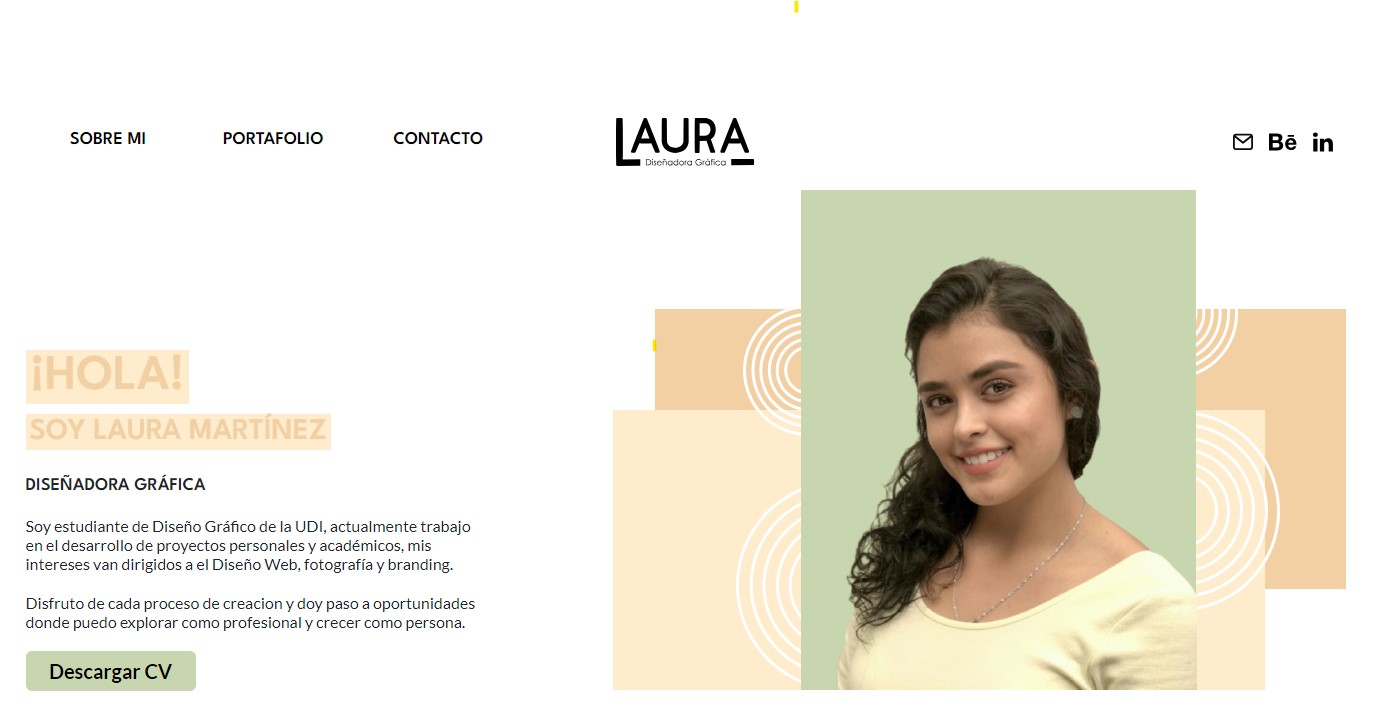 SOBRE MI
PORTAFOLIO
CONTACTO
LAURA
Diseñadora Gráfica
Bē
in
¡HOLA!
SOY LAURA MARTÍNEZ
DISEÑADORA GRÁFICA
Soy estudiante de Diseño Gráfico de la UDI, actualmente trabajo
en el desarrollo de proyectos personales y académicos, mis
intereses van dirigidos a el Diseño Web, fotografía y branding.
Disfruto de cada proceso de creacion y doy paso a oportunidades
donde puedo explorar como profesional y crecer como persona.
Descargar CV